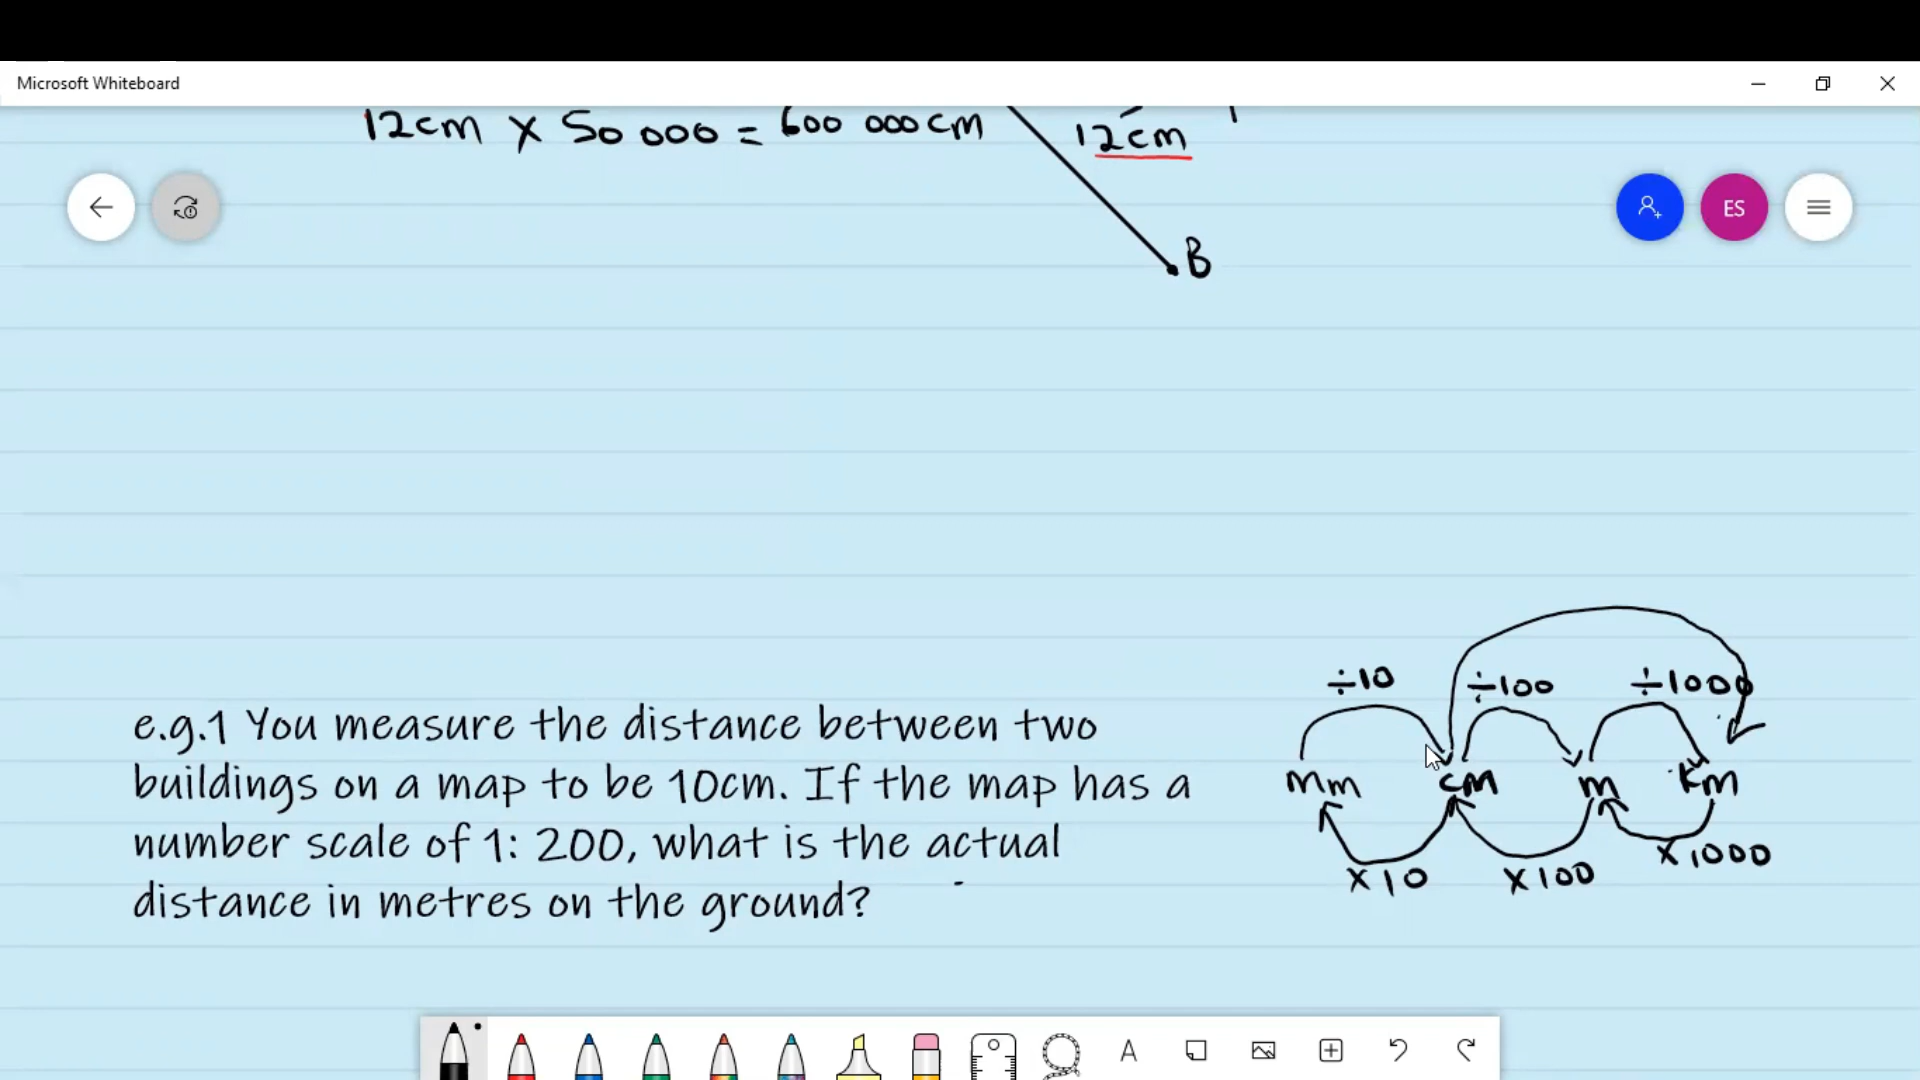 Microsoft Whiteboard
12cm x 50 000 = 600 000 cm
12cm
B
ES
÷10 ÷100 ÷1000
mm cm m km
x10 x100 x1000
e.g.1 You measure the distance between two
buildings on a map to be 10cm. If the map has a
number scale of 1: 200, what is the actual
distance in metres on the ground?
A